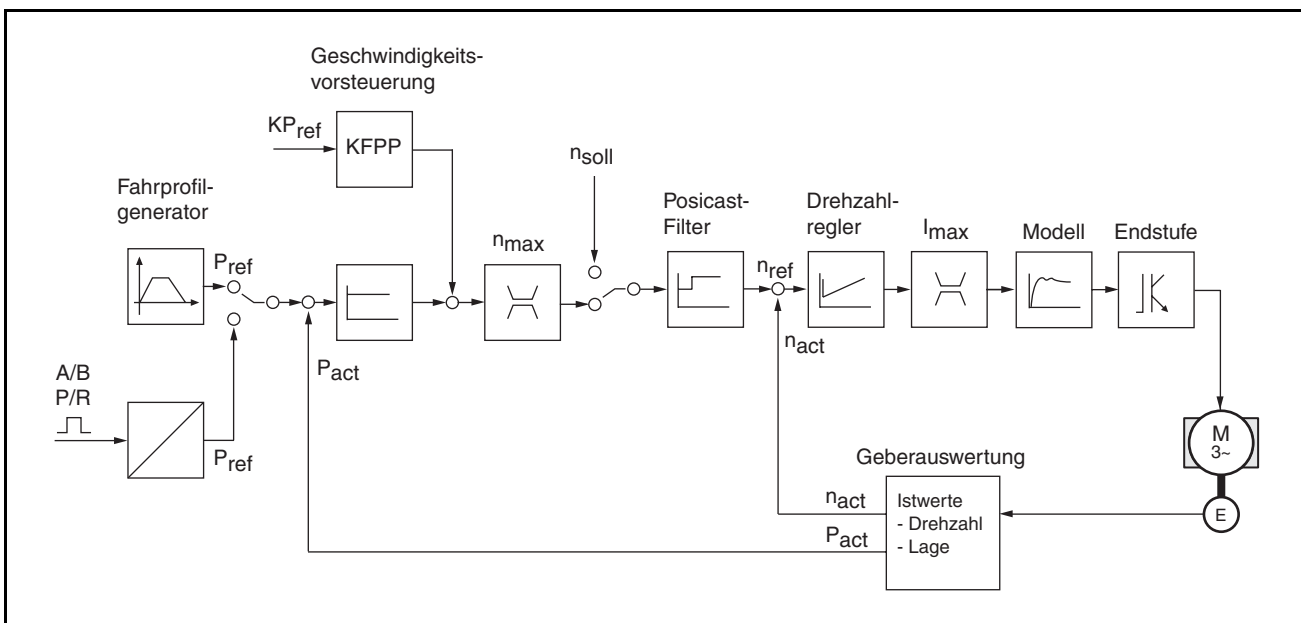 Geschwindigkeits-
vorsteuerung
KPref
KFPP
nsoll
Fahrprofil-
generator
Pref
nmax
Posicast-
Filter
nref
Drehzahl-
regler
Imax
Modell
Endstufe
Pact
nact
A/B
P/R
Pref
M
3~
E
Geberauswertung
nact
Pact
Istwerte
- Drehzahl
- Lage